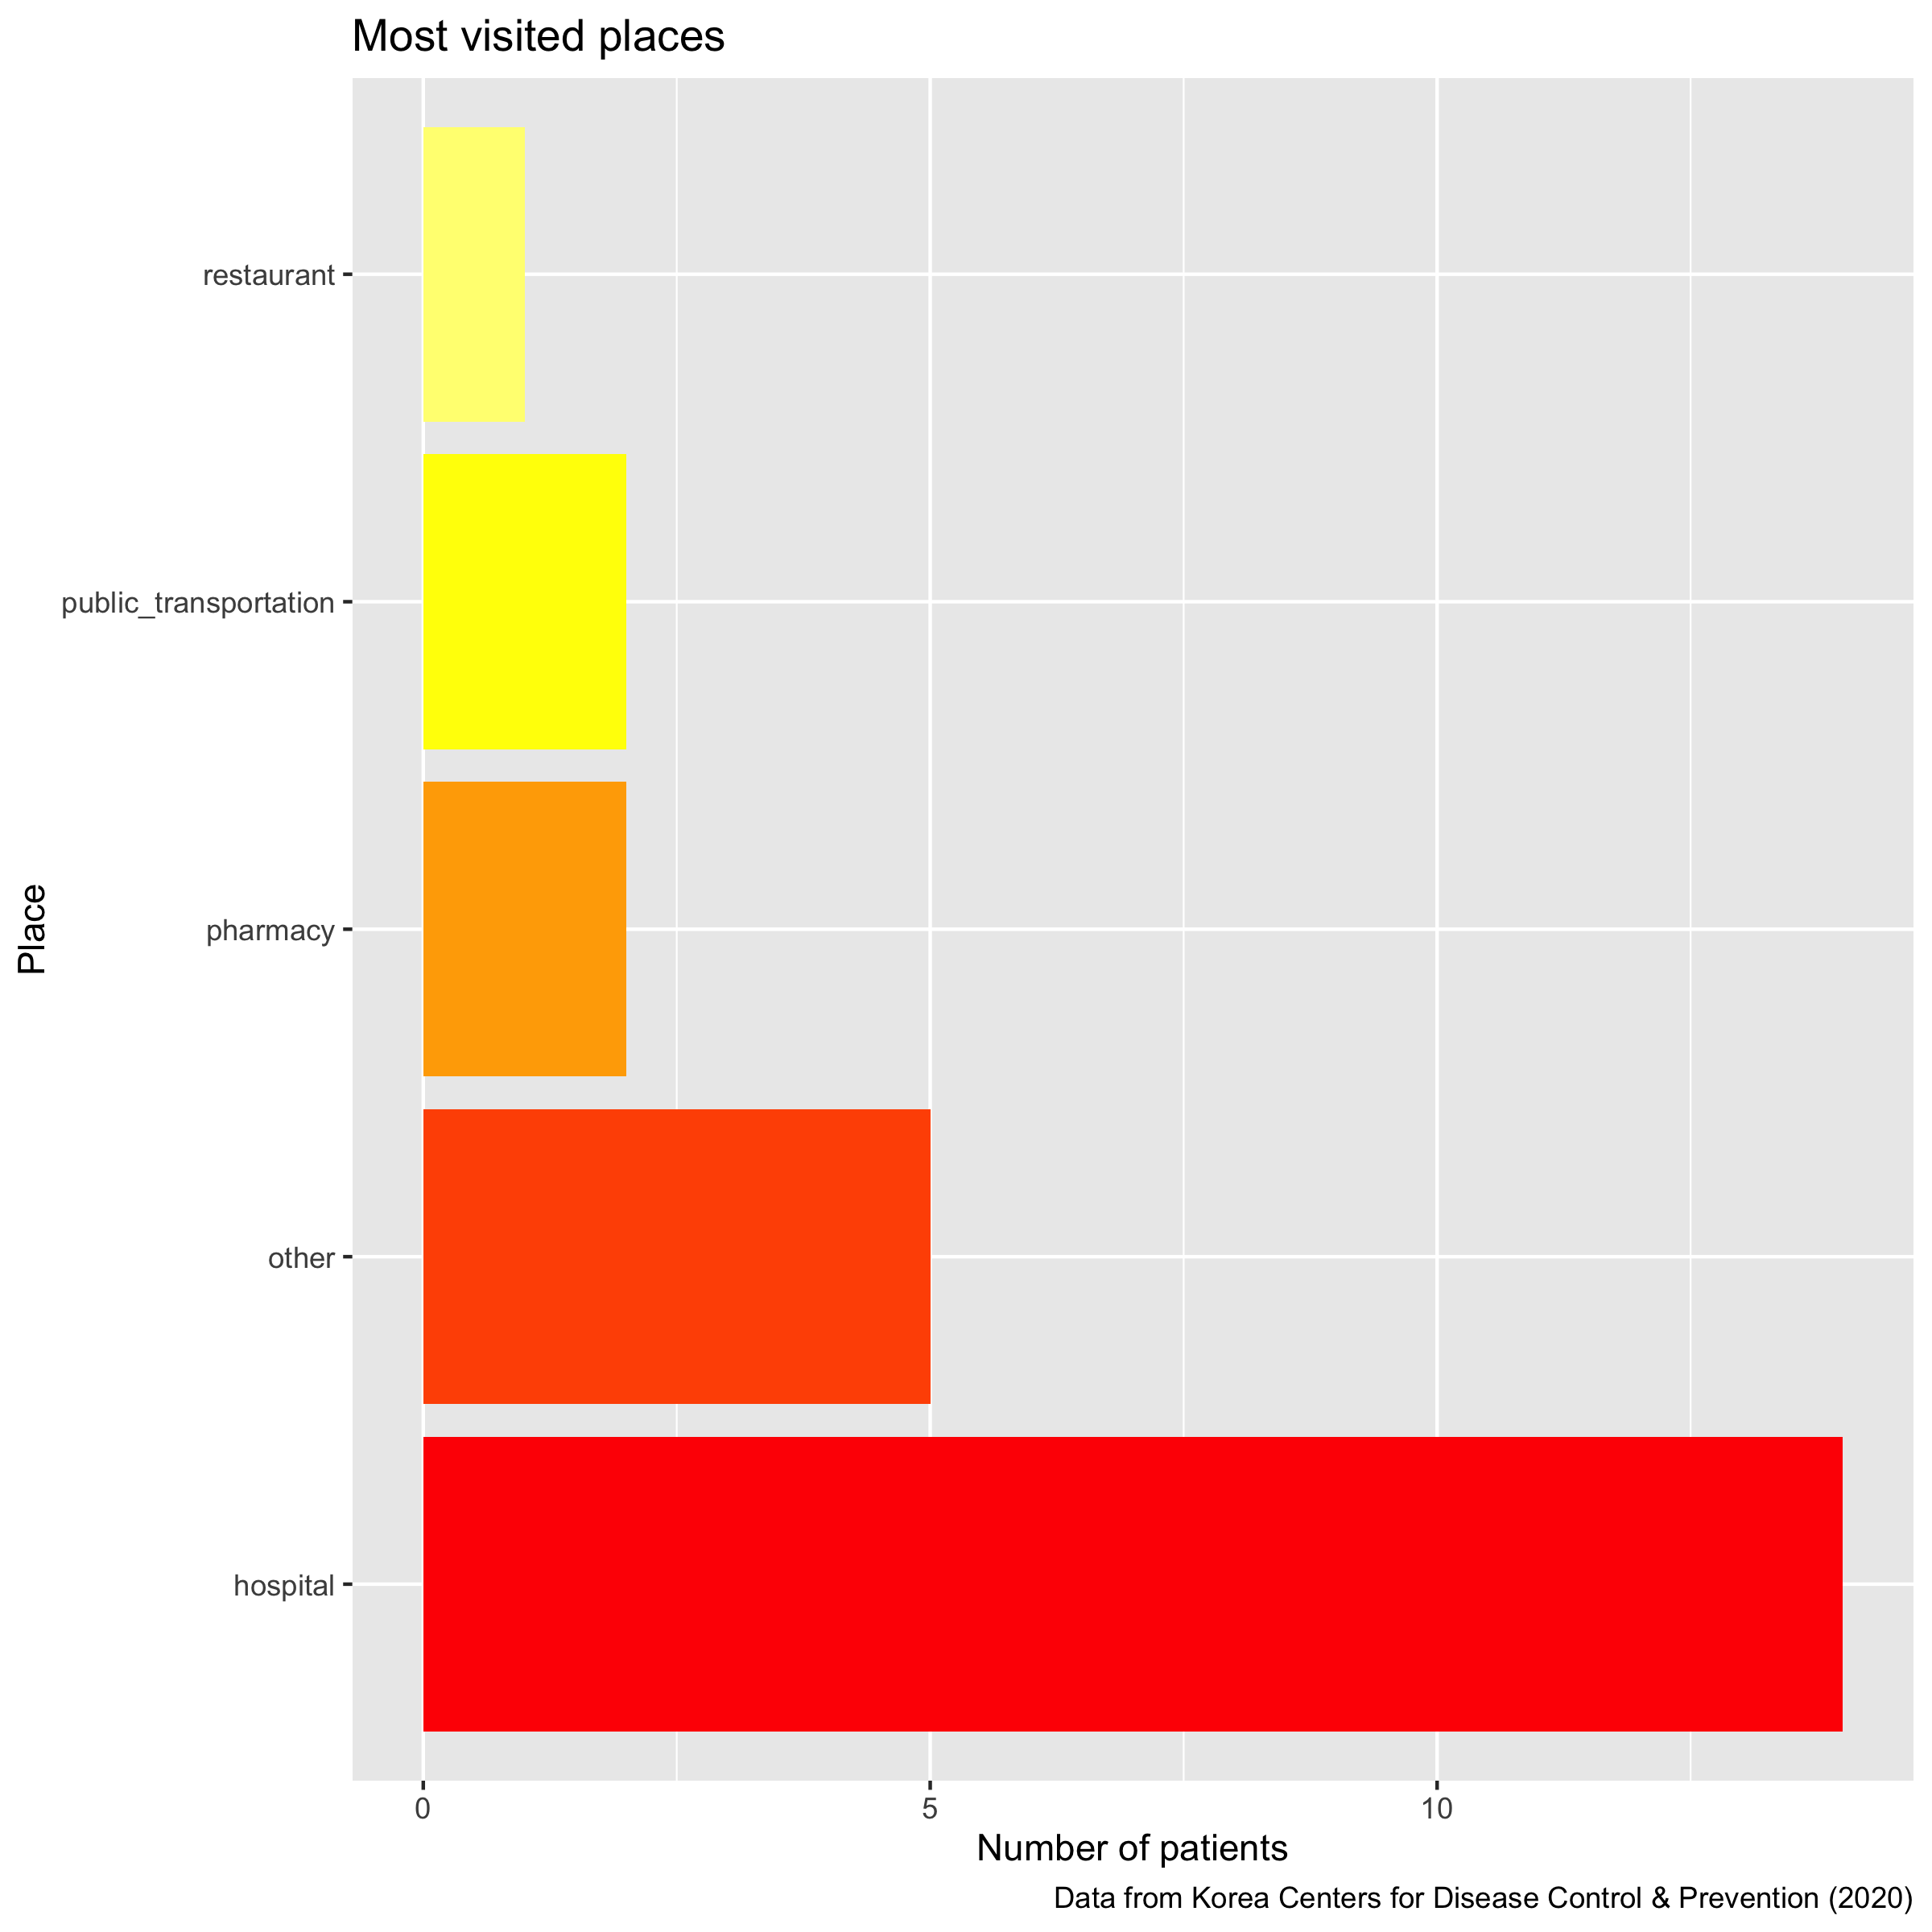 Most visited places
restaurant
public_transportation
pharmacy
other
hospital
Place
0 5 10
Number of patients
Data from Korea Centers for Disease Control & Prevention (2020)